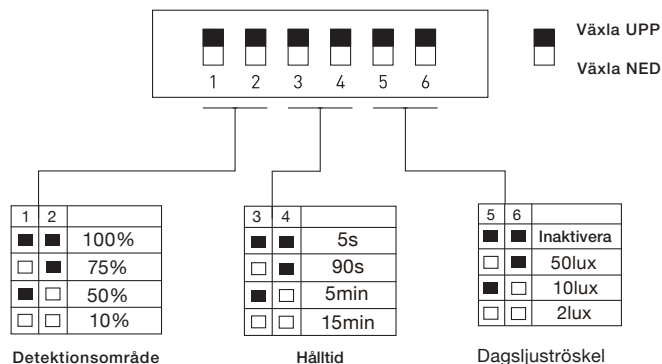 Växla UPP
Växla NED
1 2 3 4 5 6
1 2
100%
75%
50%
10%
Detektionsområde
3 4
5s
90s
5min
15min
Hålltid
5 6
Inaktivera
50lux
10lux
2lux
Dagsljuströskel